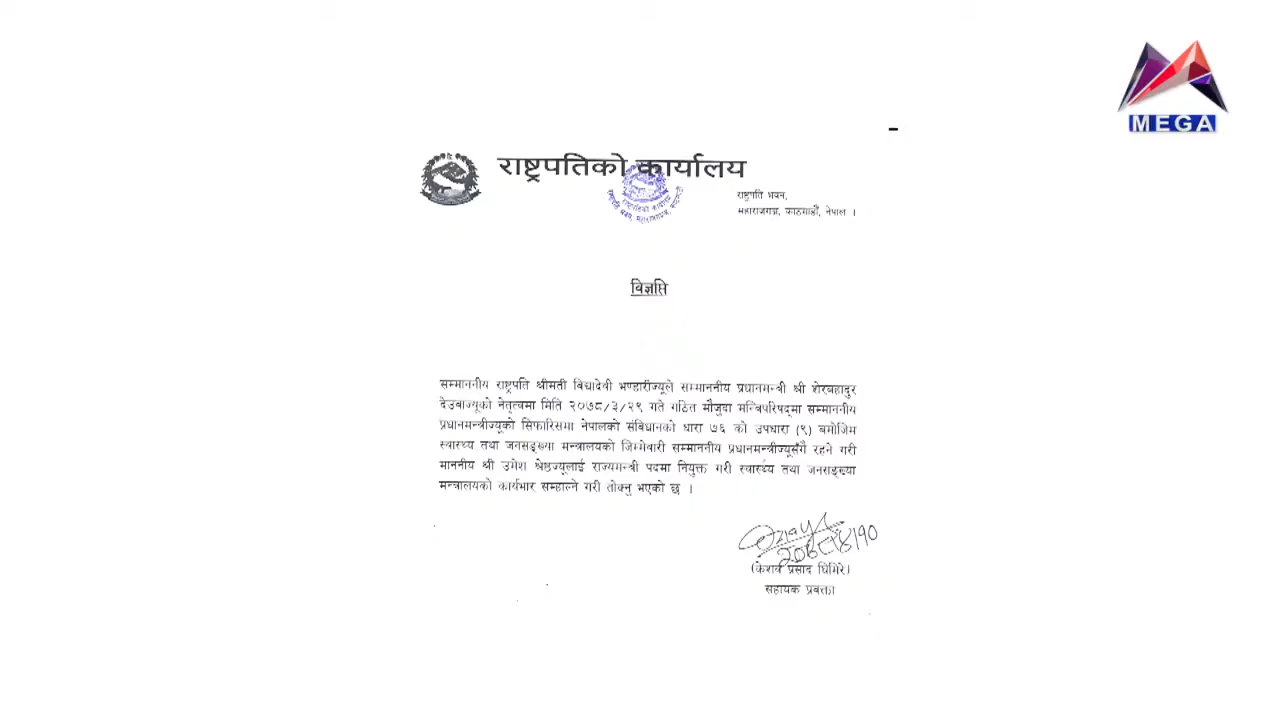 MEGA
राष्ट्रपतिको कार्यालय
राष्ट्रपति भवन,
महाराजगञ्ज, काठमाडौं, नेपाल ।
विज्ञप्ति
सम्माननीय राष्ट्रपति श्रीमती विद्यादेवी भण्डारीज्यूले सम्माननीय प्रधानमन्त्री श्री शेरबहादुर
देउवाज्यूको नेतृत्वमा मिति २०७८/३/२९ गते गठित मौजुदा मन्त्रिपरिषद्मा सम्माननीय
प्रधानमन्त्रीज्यूको सिफारिसमा नेपालको संविधानको धारा ७६ को उपधारा (९) बमोजिम
स्वास्थ्य तथा जनसङ्ख्या मन्त्रालयको जिम्मेवारी सम्माननीय प्रधानमन्त्रीज्यूसँगै रहने गरी
माननीय श्री उमेश श्रेष्ठज्यूलाई राज्यमन्त्री पदमा नियुक्त गरी स्वास्थ्य तथा जनसङ्ख्या
मन्त्रालयको कार्यभार सम्हाल्ने गरी तोक्नु भएको छ ।
(केशव प्रसाद घिमिरे)
सहायक प्रवक्ता